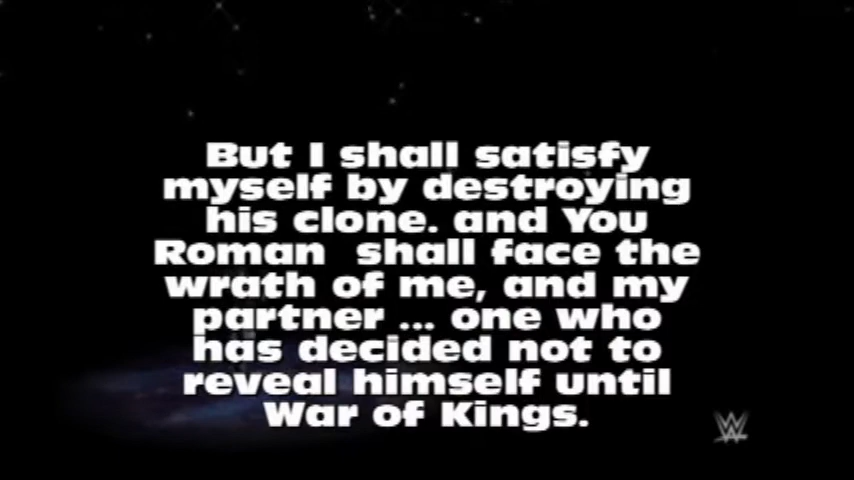 But I shall satisfy
myself by destroying
his clone. and You
Roman  shall face the
wrath of me, and my
partner ... one who
has decided not to
reveal himself until
War of Kings.
W